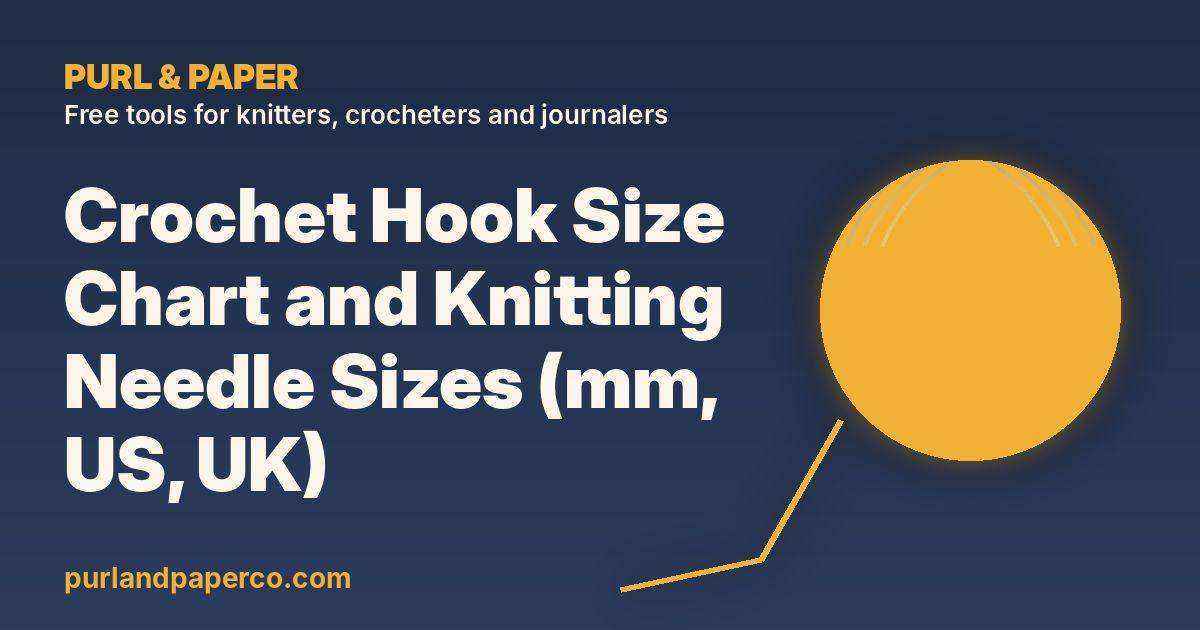 PURL & PAPER
Free tools for knitters, crocheters and journalers
Crochet Hook Size
Chart and Knitting
Needle Sizes (mm,
US, UK)
purlandpaperco.com